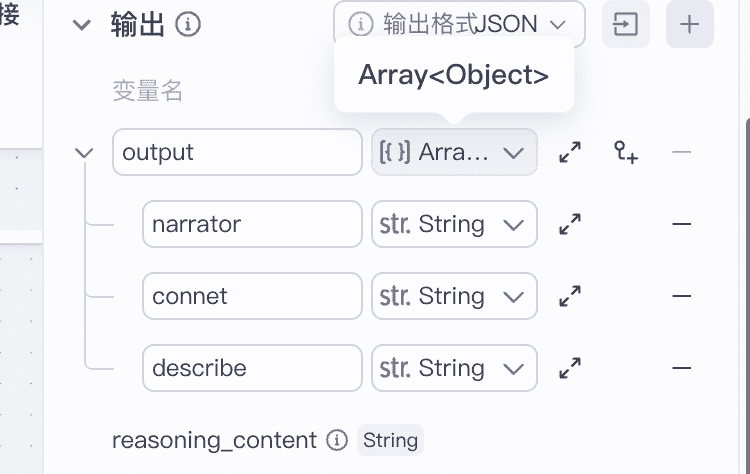 接
输出
输出格式JSON
Array<Object>
变量名
output
[{ }] Arra...
narrator
str. String
connet
str. String
describe
str. String
reasoning_content
String